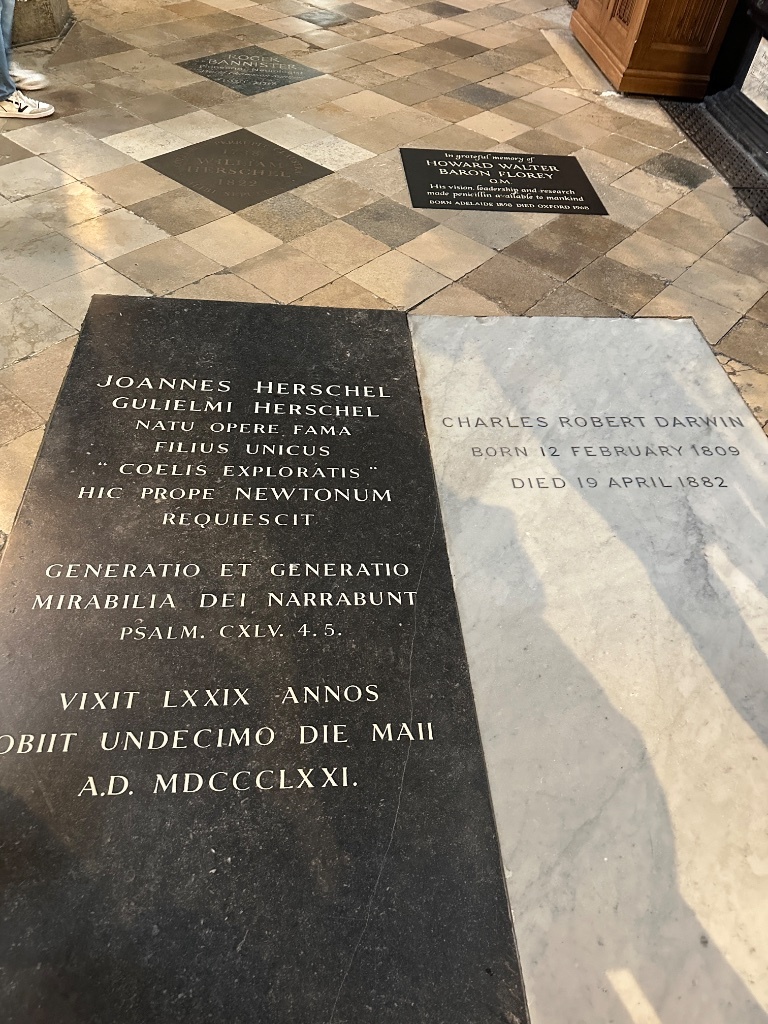 ROGER
BANNISTER
WILLIAM
HERSCHEL
In grateful memory of
HOWARD WALTER
BARON FLOREY
O.M.
His vision, leadership and research
made penicillin available to mankind
BORN ADELAIDE 1898 DIED OXFORD 1968
JOANNES HERSCHEL
GULIELMI HERSCHEL
NATU OPERE FAMA
FILIUS UNICUS
"COELIS EXPLORATIS"
HIC PROPE NEWTONUM
REQUIESCIT
GENERATIO ET GENERATIO
MIRABILIA DEI NARRABUNT
PSALM. CXLV. 4. 5.
VIXIT LXXIX ANNOS
OBIIT UNDECIMO DIE MAII
A.D. MDCCCLXXI.
CHARLES ROBERT DARWIN
BORN 12 FEBRUARY 1809
DIED 19 APRIL 1882